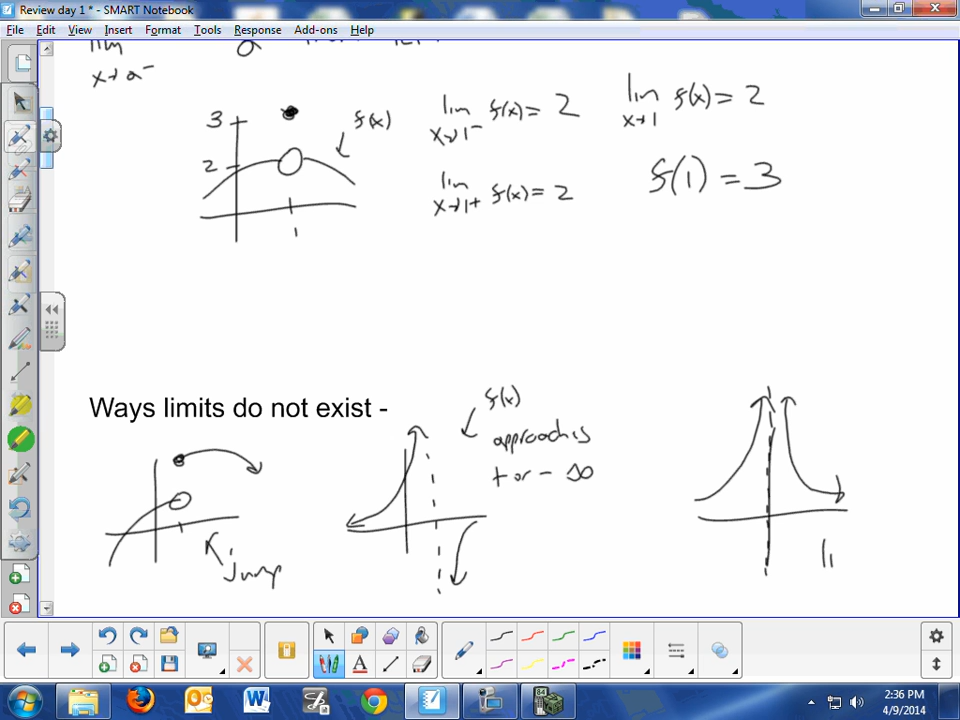 Review day 1 * - SMART Notebook
File Edit View Insert Format Tools Add-ons Help
lim
x→a⁻
a
3
2
1
f(x)
lim f(x) = 2
x→1⁻
lim f(x) = 2
x→1+
lim f(x) = 2
x→1
f(1) = 3
Ways limits do not exist -
jump
f(x)
approaches
+ or - ∞
li
2:36 PM
4/9/2014